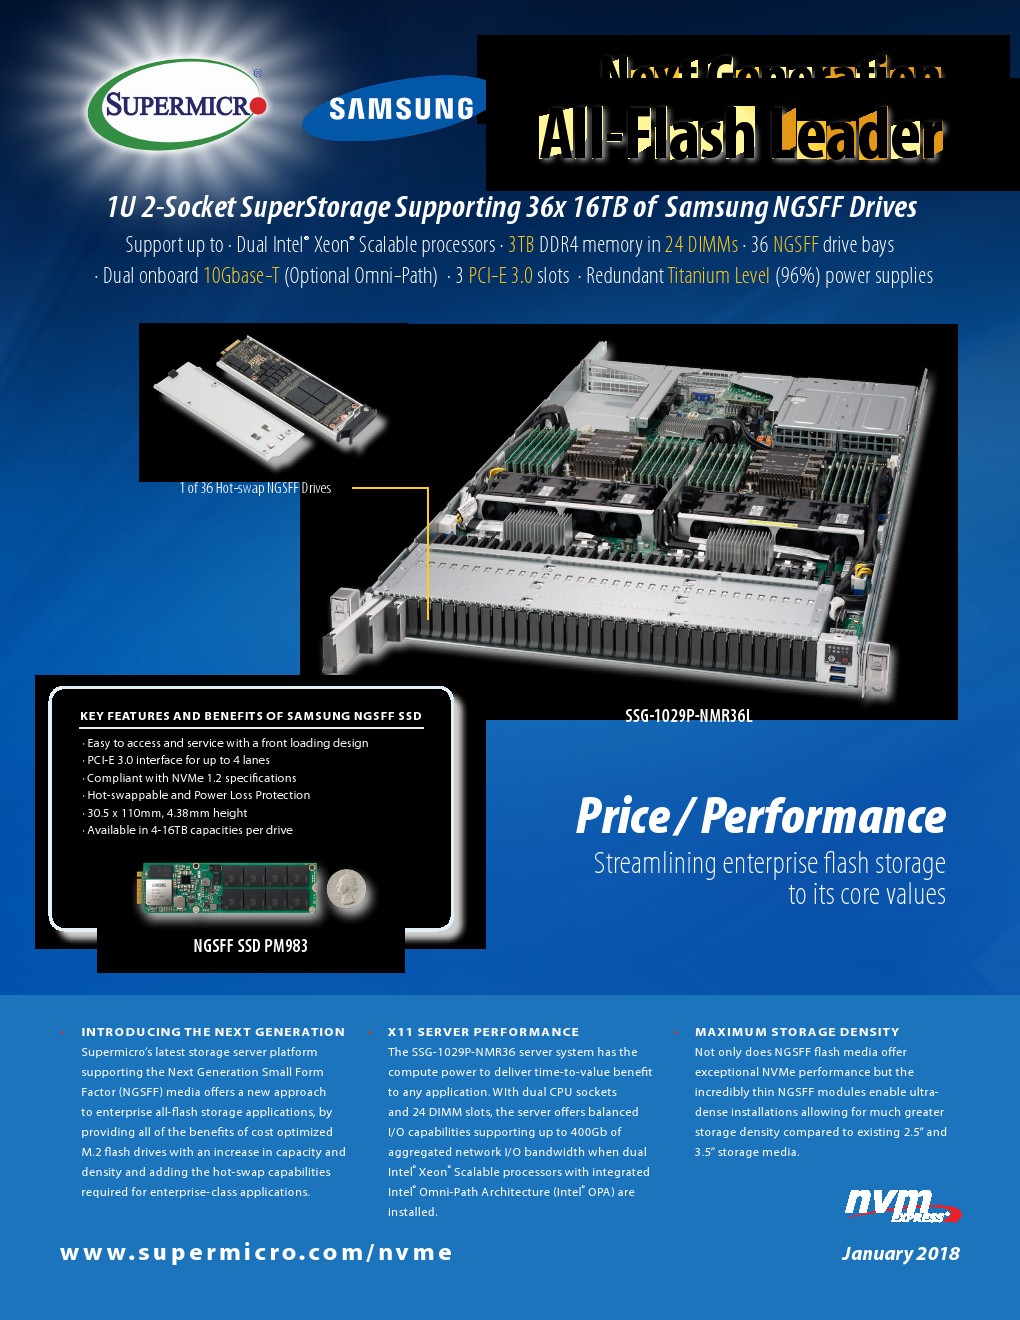 SUPERMICR
®
SAMSUNG
Next Generation
All-Flash Leader
1U 2-Socket SuperStorage Supporting 36x 16TB of Samsung NGSFF Drives
Support up to · Dual Intel® Xeon® Scalable processors · 3TB DDR4 memory in 24 DIMMs · 36 NGSFF drive bays
· Dual onboard 10Gbase-T (Optional Omni-Path) · 3 PCI-E 3.0 slots · Redundant Titanium Level (96%) power supplies
1 of 36 Hot-swap NGSFF Drives
SSG-1029P-NMR36L
KEY FEATURES AND BENEFITS OF SAMSUNG NGSFF SSD
· Easy to access and service with a front loading design
· PCI-E 3.0 interface for up to 4 lanes
· Compliant with NVMe 1.2 specifications
· Hot-swappable and Power Loss Protection
· 30.5 x 110mm, 4.38mm height
· Available in 4-16TB capacities per drive
NGSFF SSD PM983
Price / Performance
Streamlining enterprise flash storage
to its core values
INTRODUCING THE NEXT GENERATION
Supermicro's latest storage server platform
supporting the Next Generation Small Form
Factor (NGSFF) media offers a new approach
to enterprise all-flash storage applications, by
providing all of the benefits of cost optimized
M.2 flash drives with an increase in capacity and
density and adding the hot-swap capabilities
required for enterprise-class applications.
X11 SERVER PERFORMANCE
The SSG-1029P-NMR36 server system has the
compute power to deliver time-to-value benefit
to any application. WIth dual CPU sockets
and 24 DIMM slots, the server offers balanced
I/O capabilities supporting up to 400Gb of
aggregated network I/O bandwidth when dual
Intel® Xeon® Scalable processors with integrated
Intel® Omni-Path Architecture (Intel® OPA) are
installed.
MAXIMUM STORAGE DENSITY
Not only does NGSFF flash media offer
exceptional NVMe performance but the
incredibly thin NGSFF modules enable ultra-
dense installations allowing for much greater
storage density compared to existing 2.5" and
3.5" storage media.
nvm
EXPRESS
www.supermicro.com/nvme
January 2018